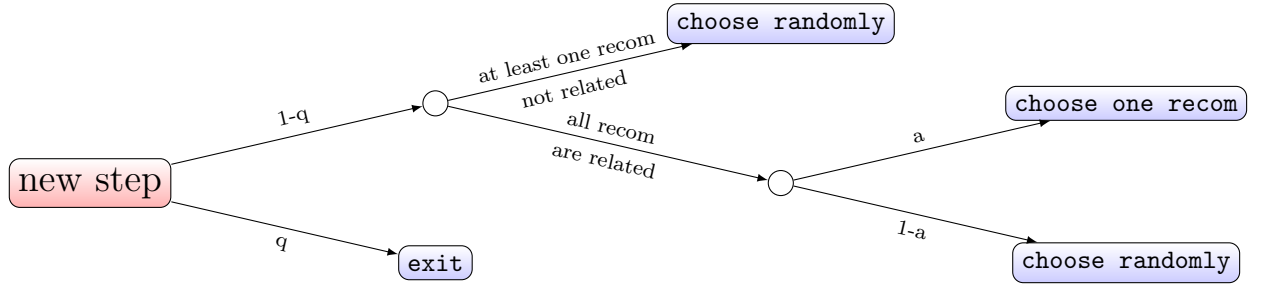 choose randomly
at least one recom
not related
1-q
all recom
are related
choose one recom
a
new step
1-a
q
exit
choose randomly